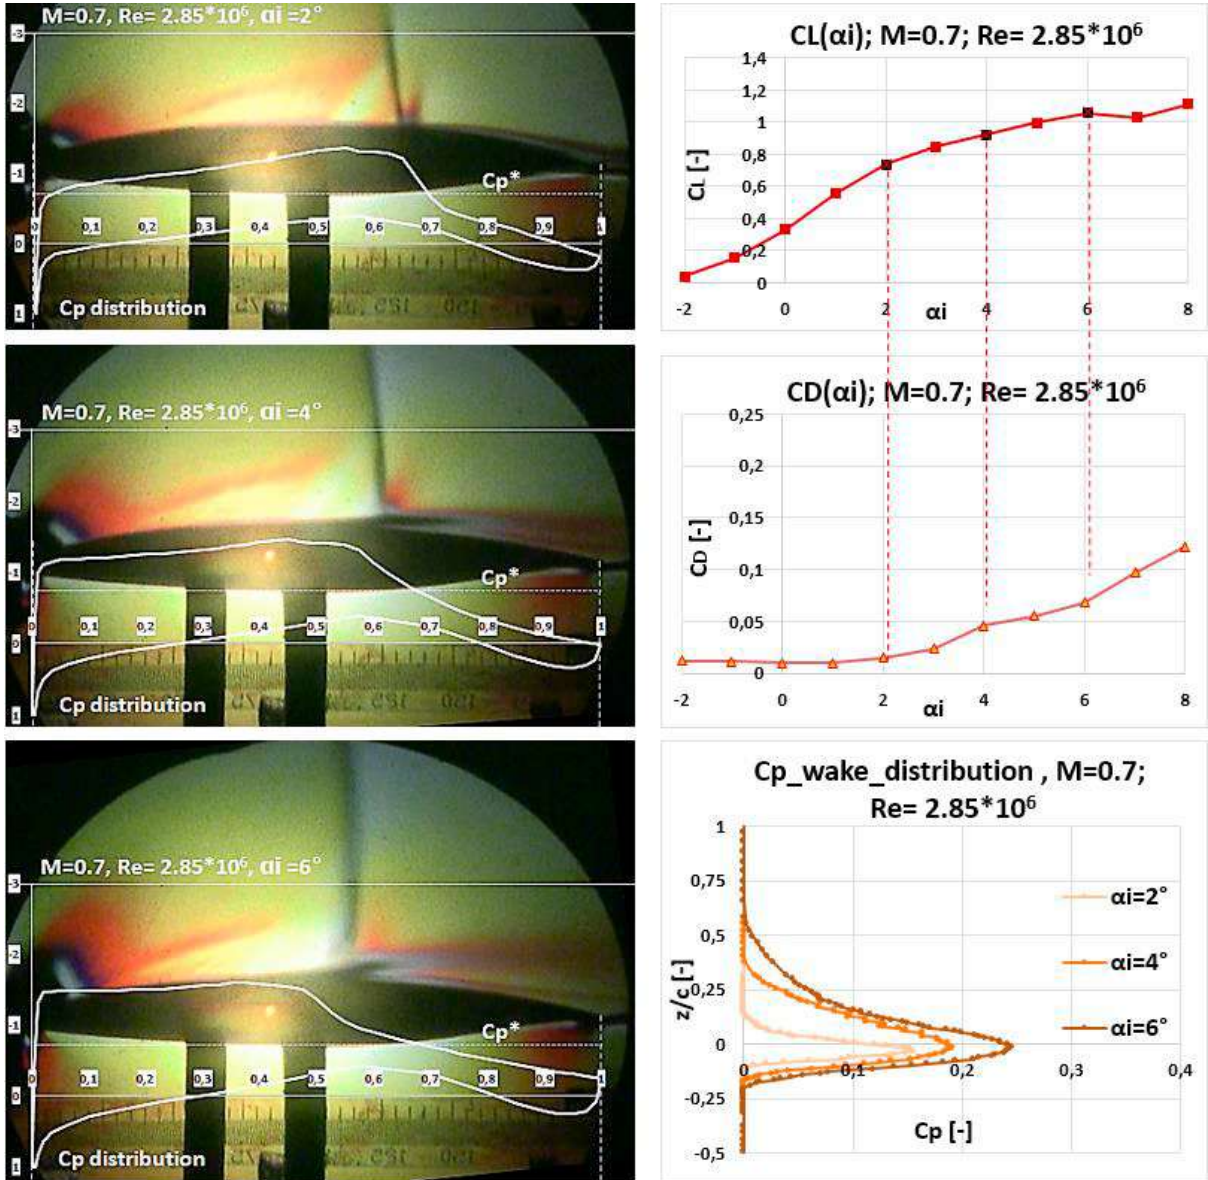 M=0.7, Re= 2.85*10⁶, αi =2°
-3
-2
-1
Cp*
0 0,1 0,2 0,3 0,4 0,5 0,6 0,7 0,8 0,9 1
0
Cp distribution
1
M=0.7, Re= 2.85*10⁶, αi =4°
-3
-2
-1
Cp*
0 0,1 0,2 0,3 0,4 0,5 0,6 0,7 0,8 0,9 1
0
Cp distribution
1
M=0.7, Re= 2.85*10⁶, αi =6°
-3
-2
-1
Cp*
0 0,1 0,2 0,3 0,4 0,5 0,6 0,7 0,8 0,9 1
0
Cp distribution
1
CL(αi); M=0.7; Re= 2.85*10⁶
1,4
1,2
1
0,8
0,6
0,4
0,2
0
CL [-]
-2 0 2 4 6 8
αi
CD(αi); M=0.7; Re= 2.85*10⁶
0,25
0,2
0,15
0,1
0,05
0
CD [-]
-2 0 2 4 6 8
αi
Cp_wake_distribution , M=0.7;
Re= 2.85*10⁶
1
0,75
0,5
0,25
0
-0,25
-0,5
z/c [-]
αi=2°
αi=4°
αi=6°
0 0,1 0,2 0,3 0,4
Cp [-]